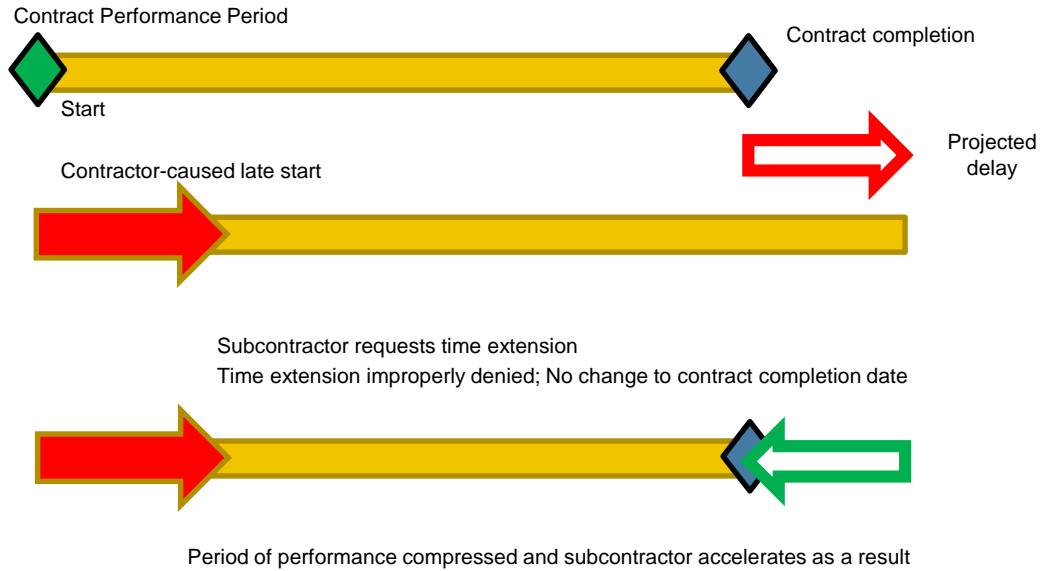 Contract Performance Period
Contract completion
Start
Projected
delay
Contractor-caused late start
Subcontractor requests time extension
Time extension improperly denied; No change to contract completion date
Period of performance compressed and subcontractor accelerates as a result